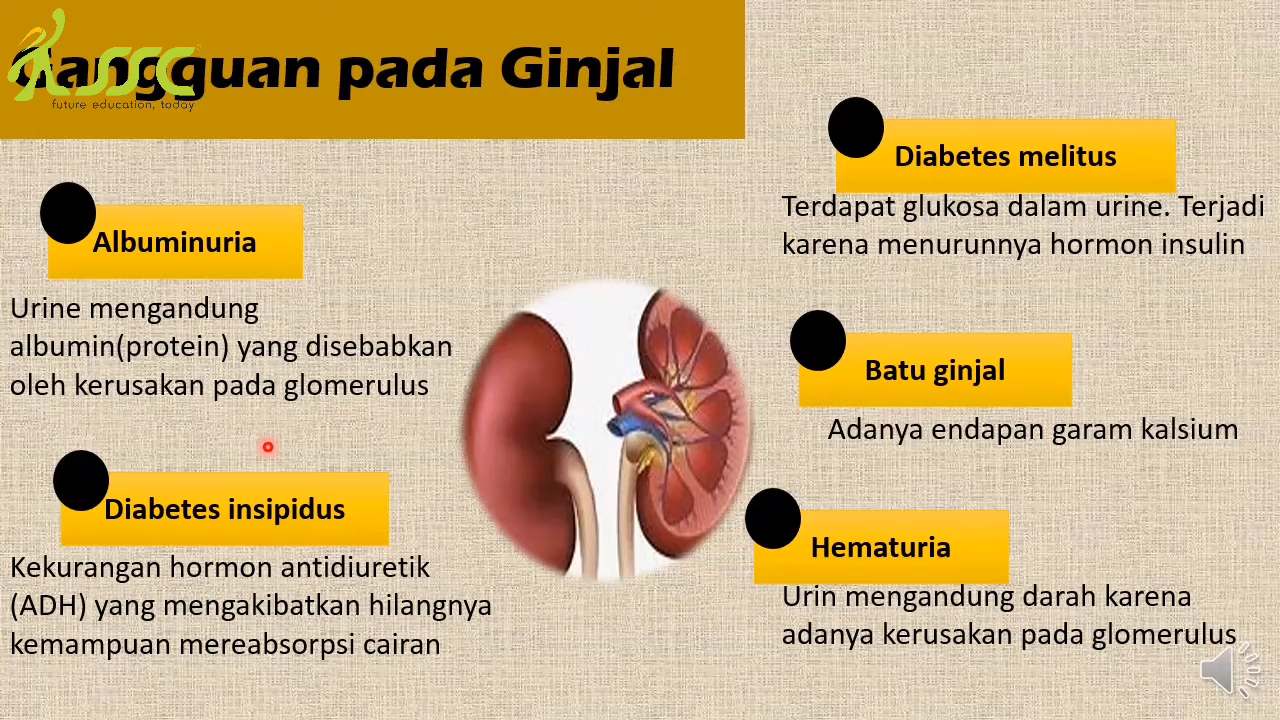 Gangguan pada Ginjal
SSC
future education, today
Albuminuria
Urine mengandung
albumin(protein) yang disebabkan
oleh kerusakan pada glomerulus
Diabetes insipidus
Kekurangan hormon antidiuretik
(ADH) yang mengakibatkan hilangnya
kemampuan mereabsorpsi cairan
Diabetes melitus
Terdapat glukosa dalam urine. Terjadi
karena menurunnya hormon insulin
Batu ginjal
Adanya endapan garam kalsium
Hematuria
Urin mengandung darah karena
adanya kerusakan pada glomerulus